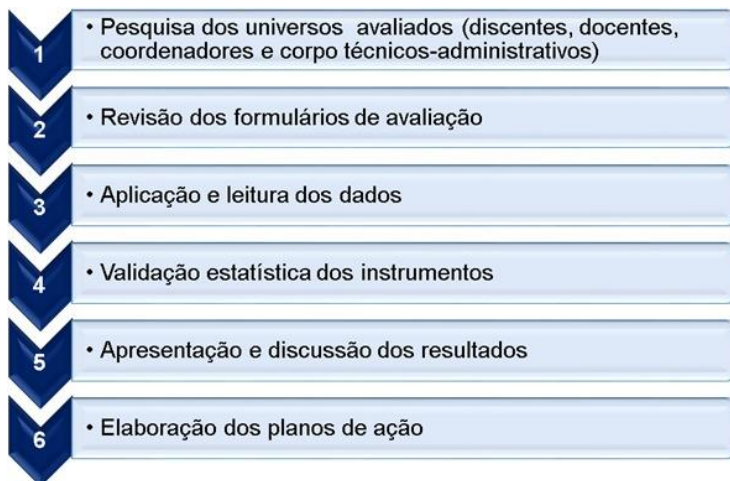 1
• Pesquisa dos universos avaliados (discentes, docentes,
coordenadores e corpo técnicos-administrativos)
2
• Revisão dos formulários de avaliação
3
• Aplicação e leitura dos dados
4
• Validação estatística dos instrumentos
5
• Apresentação e discussão dos resultados
6
• Elaboração dos planos de ação